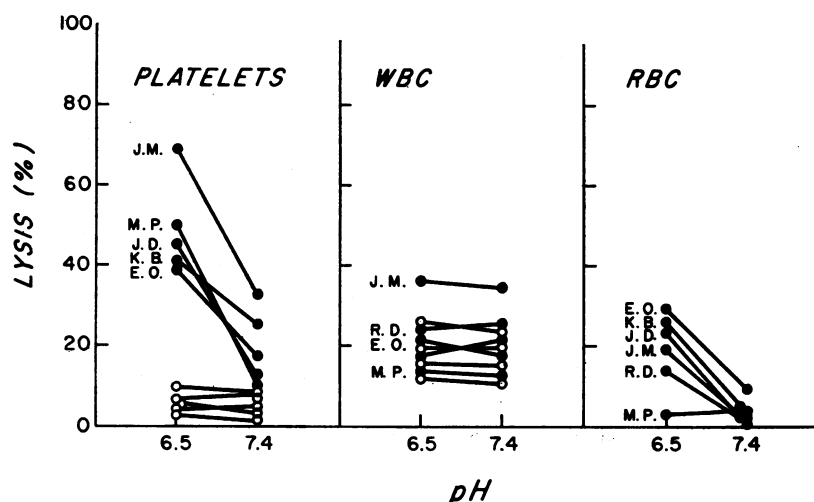 100
80
60
40
20
0
LYSIS (%)
PLATELETS
J.M.
M.P.
J.D.
K.B.
E.O.
6.5 7.4
WBC
J.M.
R.D.
E.O.
M.P.
6.5 7.4
RBC
E.O.
K.B.
J.D.
J.M.
R.D.
M.P.
6.5 7.4
pH